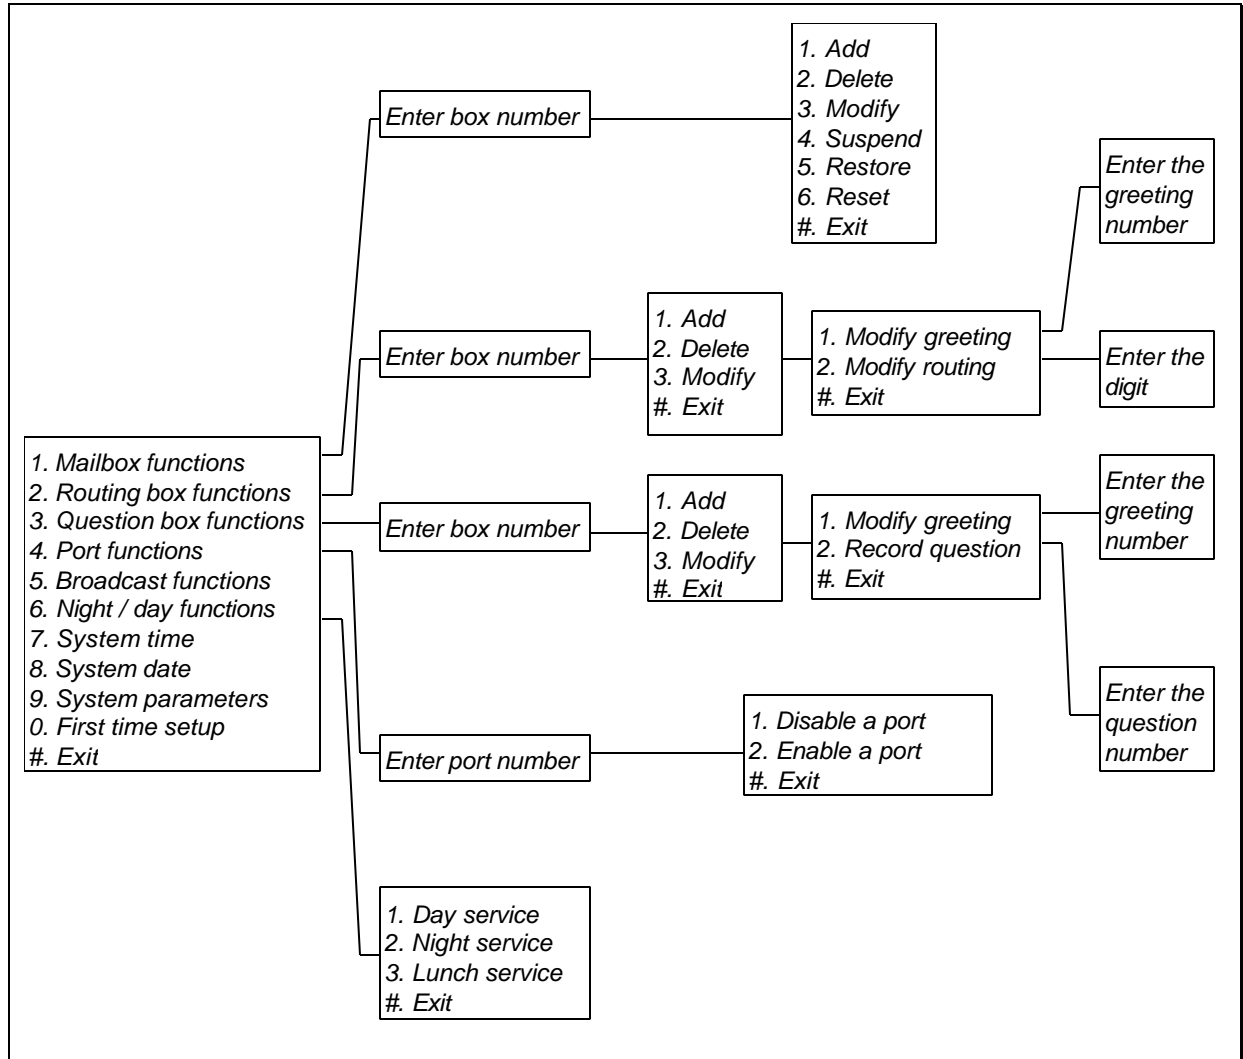 1. Mailbox functions
2. Routing box functions
3. Question box functions
4. Port functions
5. Broadcast functions
6. Night / day functions
7. System time
8. System date
9. System parameters
0. First time setup
#. Exit
Enter box number
1. Add
2. Delete
3. Modify
4. Suspend
5. Restore
6. Reset
#. Exit
Enter box number
1. Add
2. Delete
3. Modify
#. Exit
1. Modify greeting
2. Modify routing
#. Exit
Enter the
greeting
number
Enter the
digit
Enter box number
1. Add
2. Delete
3. Modify
#. Exit
1. Modify greeting
2. Record question
#. Exit
Enter the
greeting
number
Enter the
question
number
Enter port number
1. Disable a port
2. Enable a port
#. Exit
1. Day service
2. Night service
3. Lunch service
#. Exit